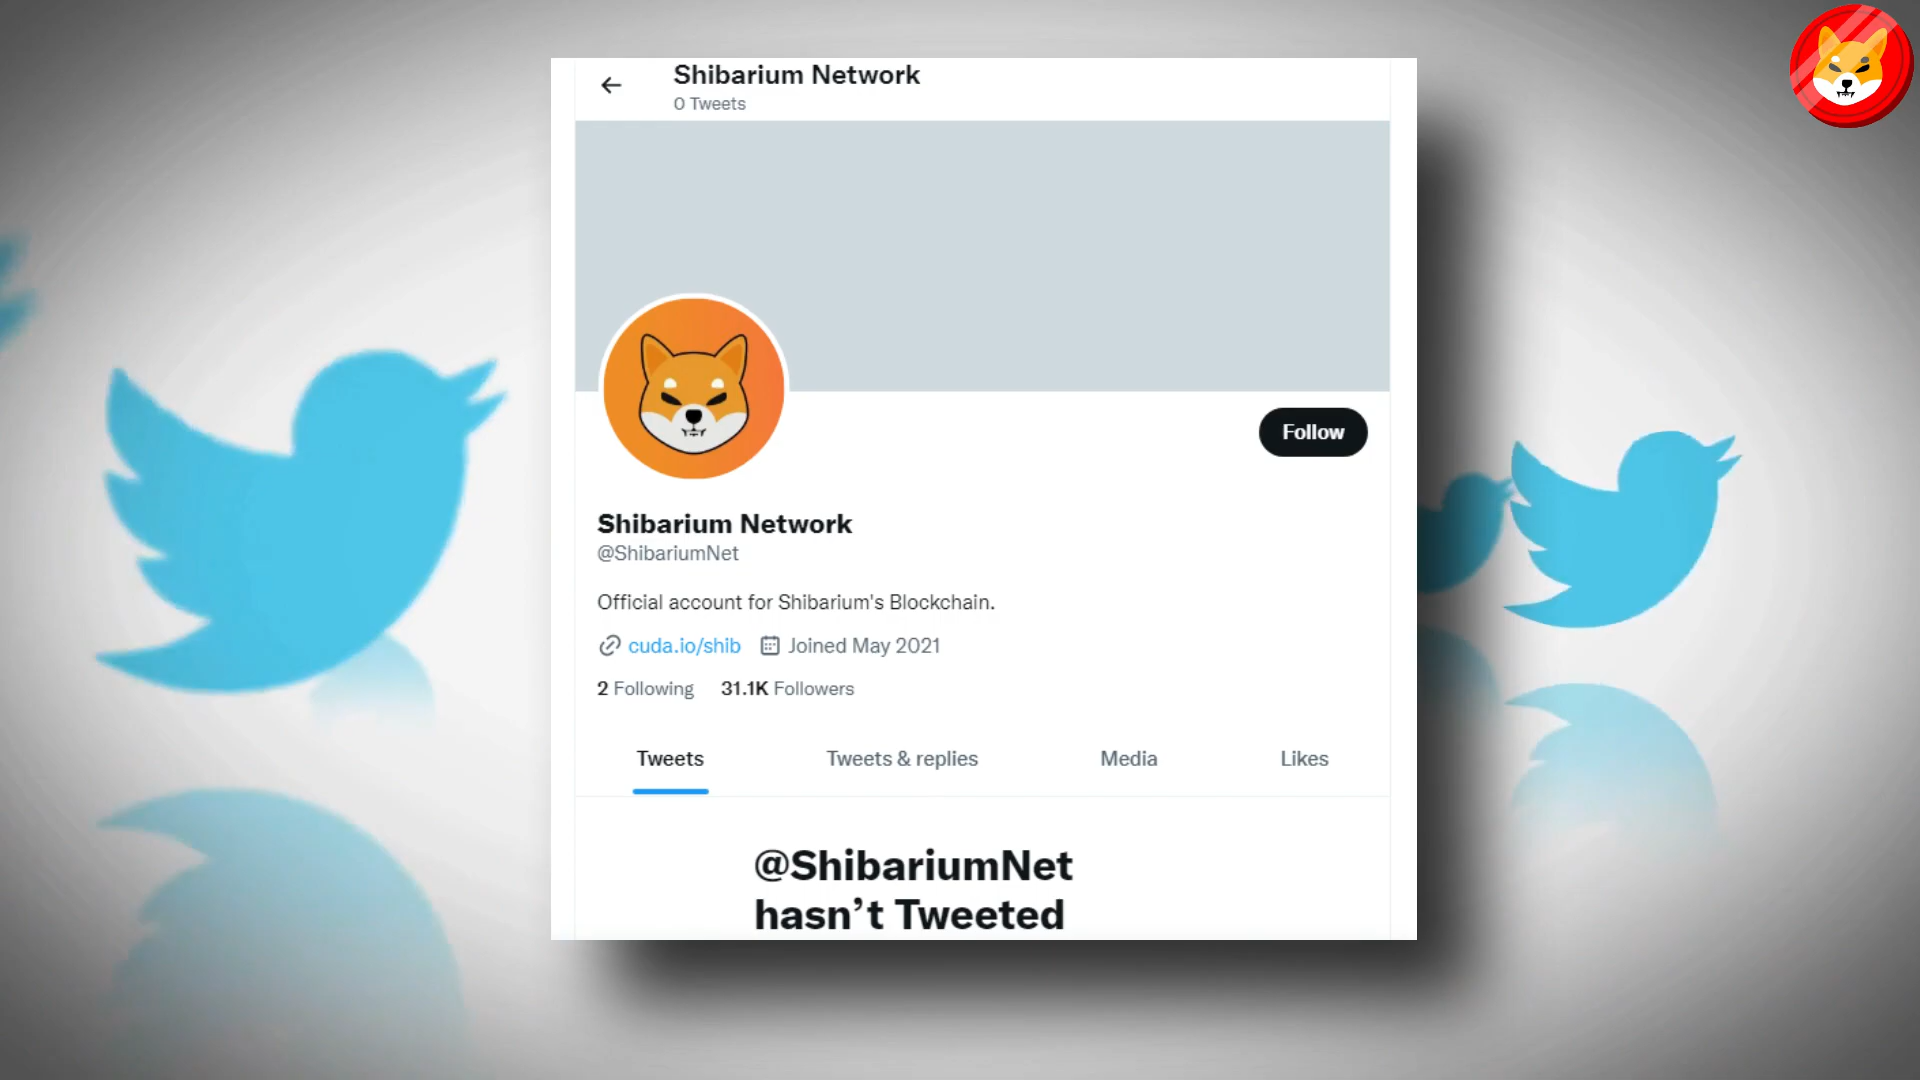 Shibarium Network
0 Tweets
Follow
Shibarium Network
@ShibariumNet
Official account for Shibarium's Blockchain.
cuda.io/shib Joined May 2021
2 Following 31.1K Followers
Tweets Tweets & replies Media Likes
@ShibariumNet
hasn’t Tweeted